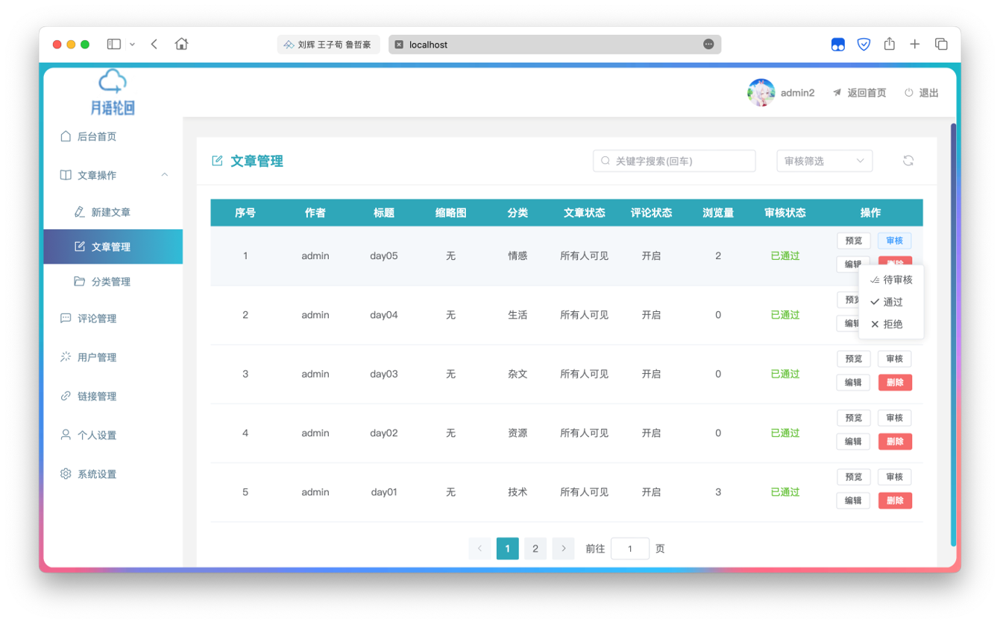 刘辉 王子荀 鲁哲豪
localhost
月语轮回
admin2 返回首页 退出
后台首页
文章操作
新建文章
文章管理
分类管理
评论管理
用户管理
链接管理
个人设置
系统设置
文章管理 关键字搜索(回车) 审核筛选
序号 作者 标题 缩略图 分类 文章状态 评论状态 浏览量 审核状态 操作
1 admin day05 无 情感 所有人可见 开启 2 已通过 预览 审核
编辑 删除
待审核
通过
拒绝
2 admin day04 无 生活 所有人可见 开启 0 已通过 预览
编辑
3 admin day03 无 杂文 所有人可见 开启 0 已通过 预览 审核
编辑 删除
4 admin day02 无 资源 所有人可见 开启 0 已通过 预览 审核
编辑 删除
5 admin day01 无 技术 所有人可见 开启 3 已通过 预览 审核
编辑 删除
1 2 前往 1 页